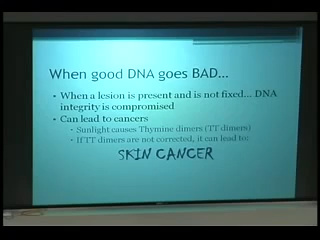 When good DNA goes BAD...
• When a lesion is present and is not fixed... DNA
integrity is compromised
• Can lead to cancers
• Sunlight causes Thymine dimers (TT dimers)
• If TT dimers are not corrected, it can lead to:
SKIN CANCER